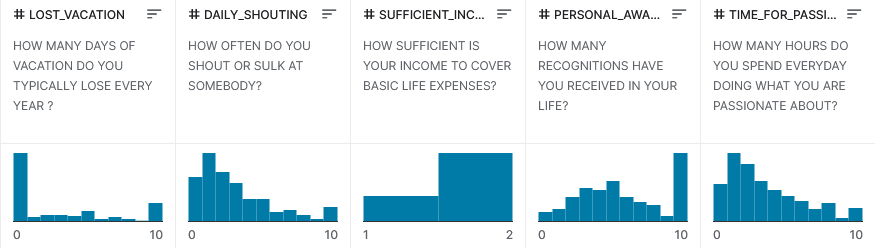 # LOST_VACATION
HOW MANY DAYS OF
VACATION DO YOU
TYPICALLY LOSE EVERY
YEAR ?
0 10
# DAILY_SHOUTING
HOW OFTEN DO YOU
SHOUT OR SULK AT
SOMEBODY?
0 10
# SUFFICIENT_INC...
HOW SUFFICIENT IS
YOUR INCOME TO COVER
BASIC LIFE EXPENSES?
1 2
# PERSONAL_AWA...
HOW MANY
RECOGNITIONS HAVE
YOU RECEIVED IN YOUR
LIFE?
0 10
# TIME_FOR_PASSI...
HOW MANY HOURS DO
YOU SPEND EVERYDAY
DOING WHAT YOU ARE
PASSIONATE ABOUT?
0 10